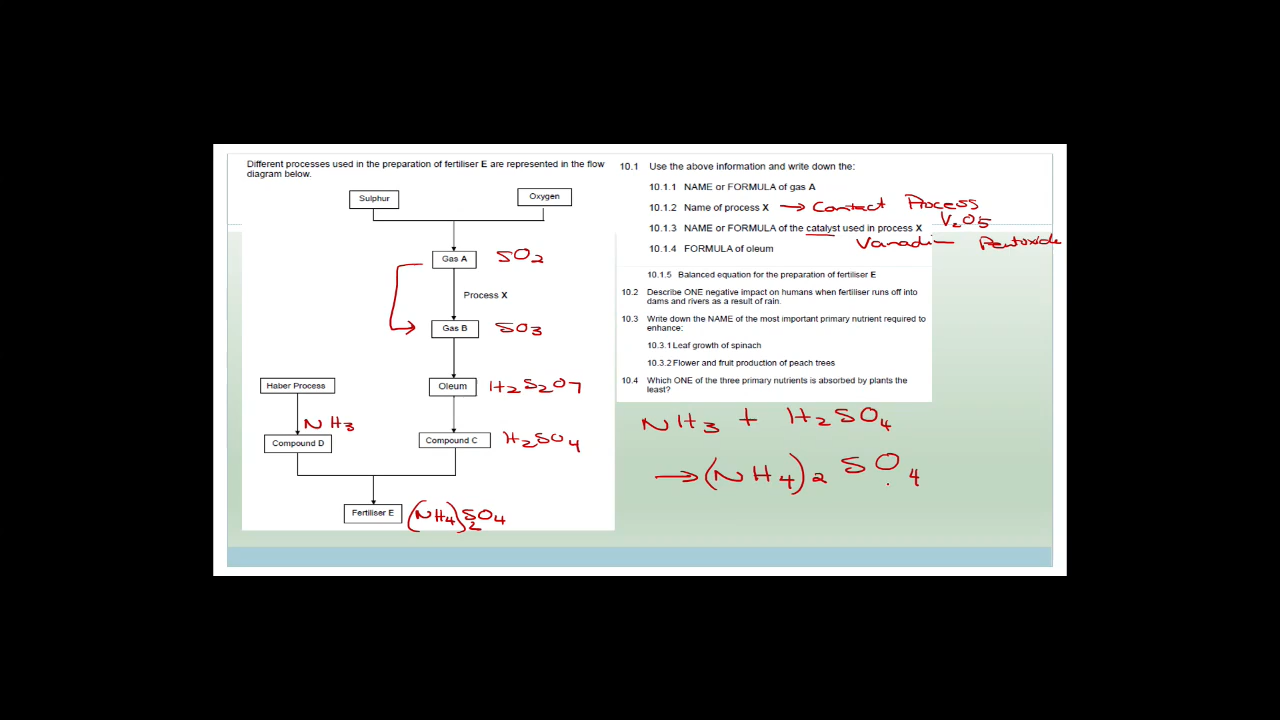 Different processes used in the preparation of fertiliser E are represented in the flow
diagram below.
Sulphur
Oxygen
Gas A
SO2
Process X
Gas B
SO3
Haber Process
Oleum
H2S2O7
NH3
Compound D
Compound C
H2SO4
Fertiliser E
(NH4)2SO4
10.1 Use the above information and write down the:
10.1.1 NAME or FORMULA of gas A
10.1.2 Name of process X → Contact Process
V2O5
10.1.3 NAME or FORMULA of the catalyst used in process X
Pentoxide
10.1.4 FORMULA of oleum
10.1.5 Balanced equation for the preparation of fertiliser E
10.2 Describe ONE negative impact on humans when fertiliser runs off into
dams and rivers as a result of rain.
10.3 Write down the NAME of the most important primary nutrient required to
enhance:
10.3.1 Leaf growth of spinach
10.3.2 Flower and fruit production of peach trees
10.4 Which ONE of the three primary nutrients is absorbed by plants the
least?
NH3 + H2SO4
→ (NH4)2 SO4